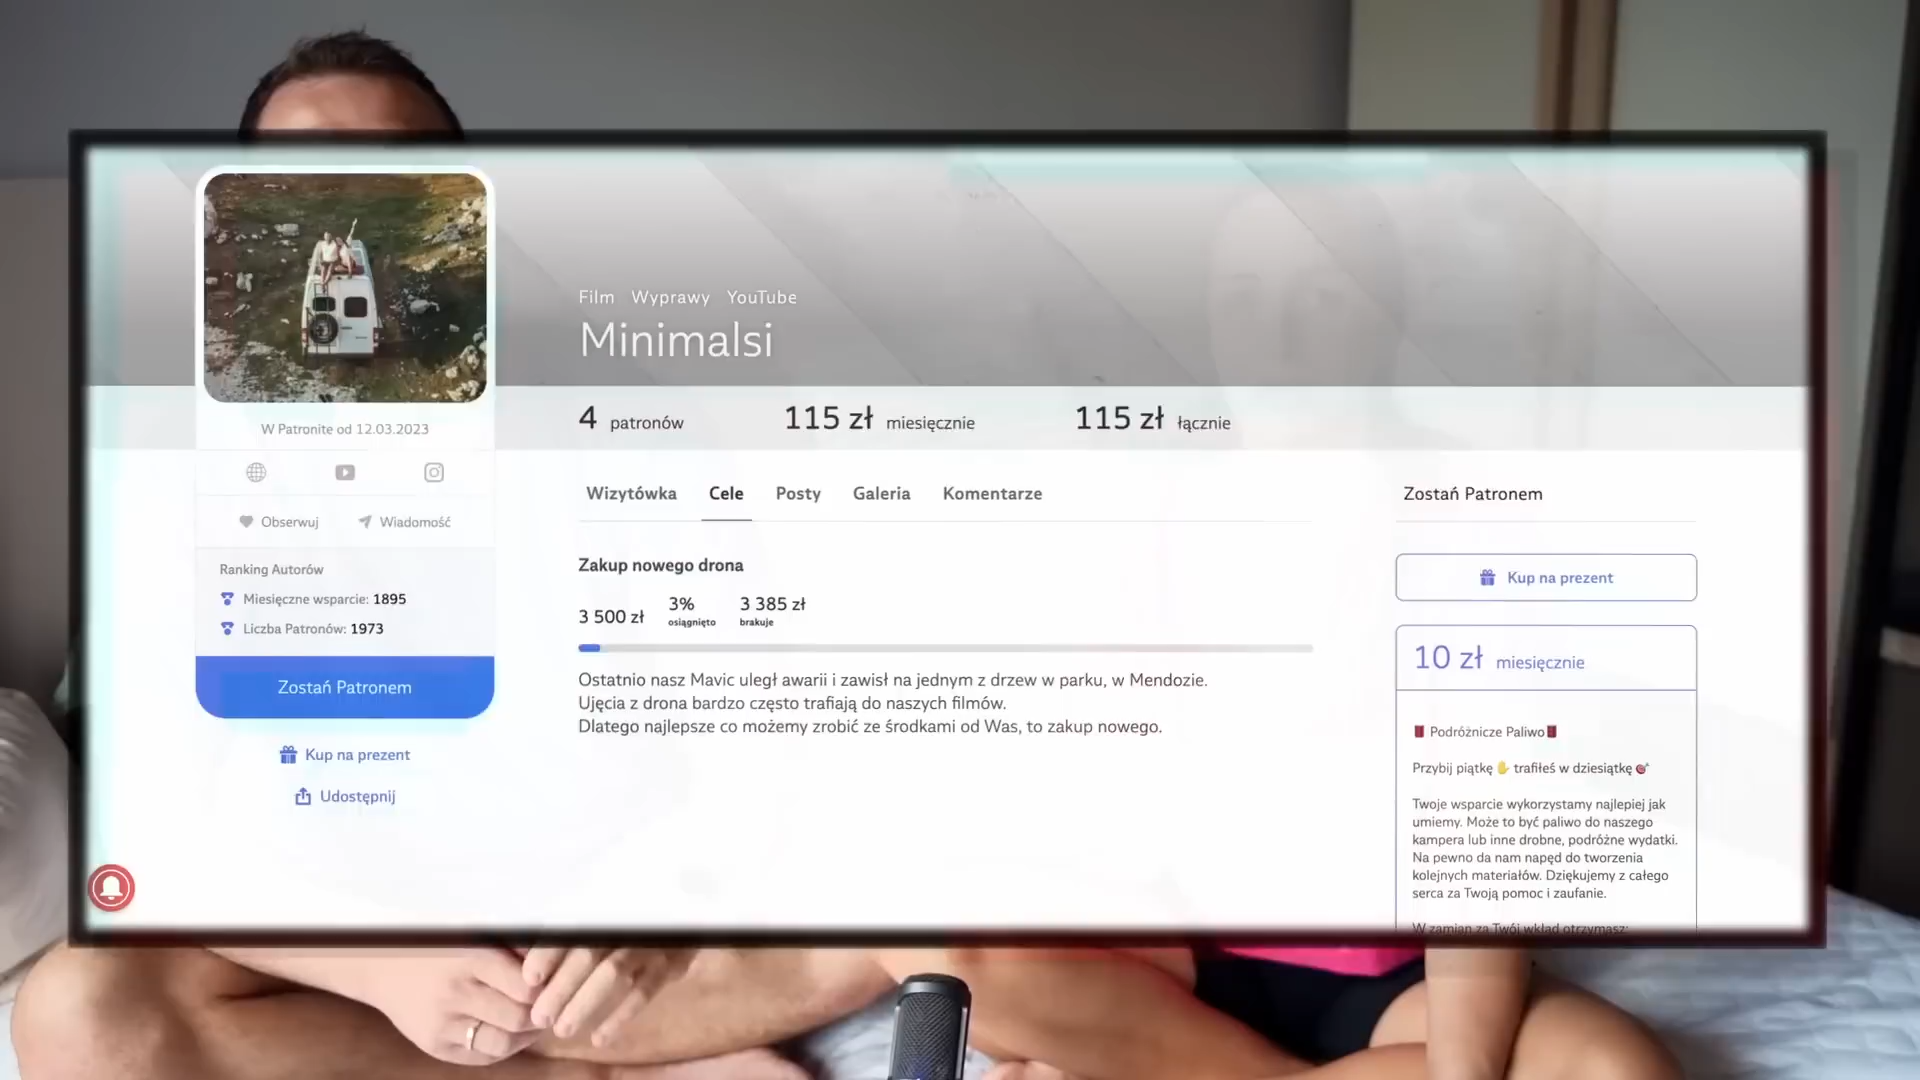 Film Wyprawy YouTube
Minimalsi
4 patronów 115 zł miesięcznie 115 zł łącznie
W Patronite od 12.03.2023
Obserwuj Wiadomość
Ranking Autorów
Miesięczne wsparcie: 1895
Liczba Patronów: 1973
Zostań Patronem
Kup na prezent
Udostępnij
Wizytówka Cele Posty Galeria Komentarze
Zakup nowego drona
3 500 zł 3% osiągnięto 3 385 zł brakuje
Ostatnio nasz Mavic uległ awarii i zawisł na jednym z drzew w parku, w Mendozie.
Ujęcia z drona bardzo często trafiają do naszych filmów.
Dlatego najlepsze co możemy zrobić ze środkami od Was, to zakup nowego.
Zostań Patronem
Kup na prezent
10 zł miesięcznie
Podróżnicze Paliwo
Przybij piątkę trafiłeś w dziesiątkę
Twoje wsparcie wykorzystamy najlepiej jak
umiemy. Może to być paliwo do naszego
kampera lub inne drobne, podróżne wydatki.
Na pewno da nam napęd do tworzenia
kolejnych materiałów. Dziękujemy z całego
serca za Twoją pomoc i zaufanie.
W zamian za Twój wkład otrzymasz: